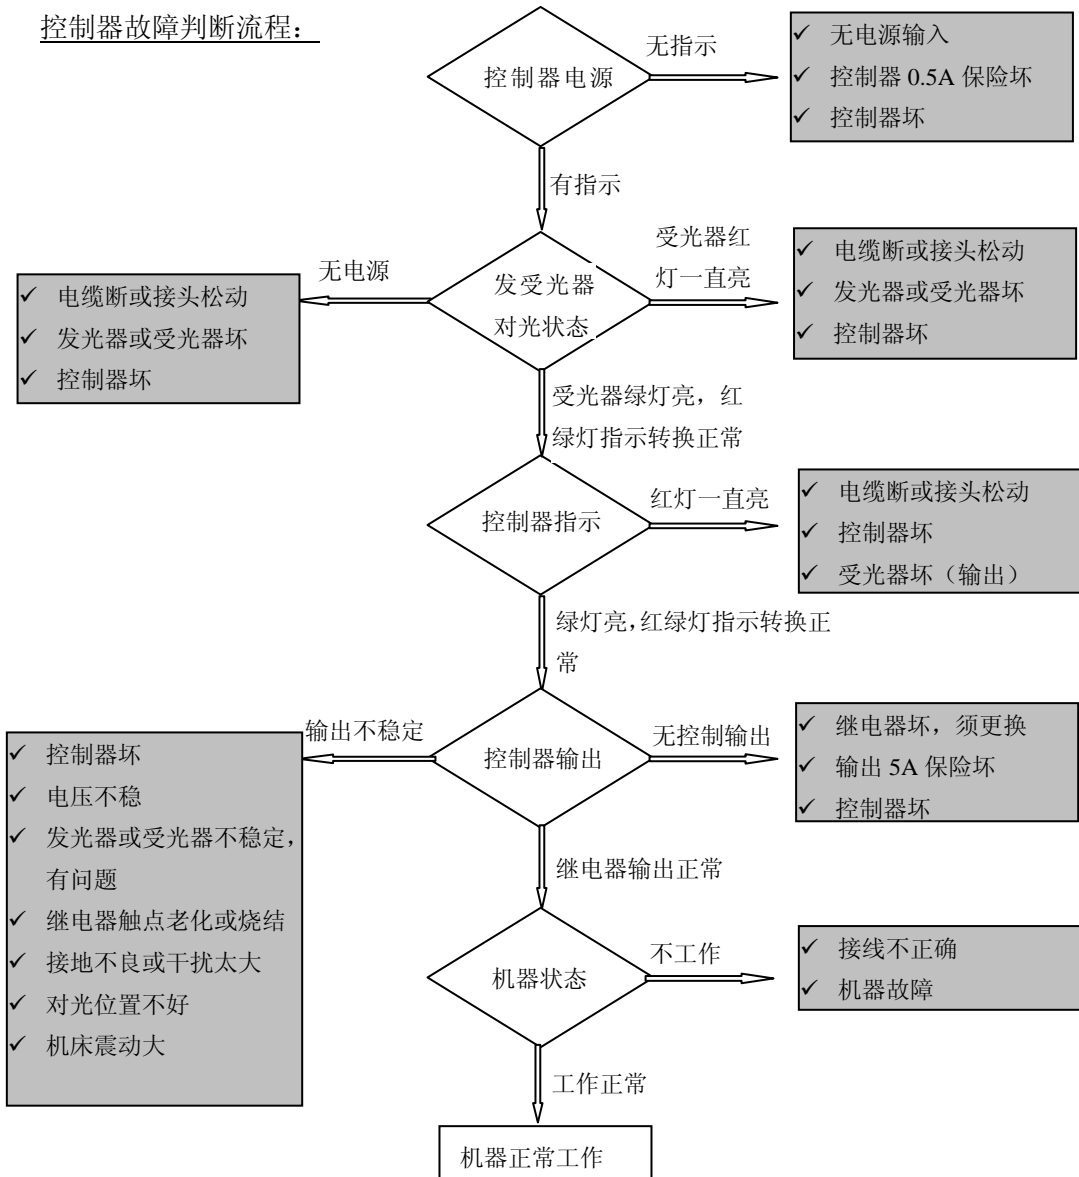 控制器故障判断流程：
控制器电源
无指示
✓ 无电源输入
✓ 控制器 0.5A 保险坏
✓ 控制器坏
有指示
发受光器
对光状态
无电源
✓ 电缆断或接头松动
✓ 发光器或受光器坏
✓ 控制器坏
受光器红
灯一直亮
✓ 电缆断或接头松动
✓ 发光器或受光器坏
✓ 控制器坏
受光器绿灯亮，红
绿灯指示转换正常
控制器指示
红灯一直亮
✓ 电缆断或接头松动
✓ 控制器坏
✓ 受光器坏（输出）
绿灯亮,红绿灯指示转换正
常
控制器输出
输出不稳定
✓ 控制器坏
✓ 电压不稳
✓ 发光器或受光器不稳定，
有问题
✓ 继电器触点老化或烧结
✓ 接地不良或干扰太大
✓ 对光位置不好
✓ 机床震动大
无控制输出
✓ 继电器坏，须更换
✓ 输出 5A 保险坏
✓ 控制器坏
继电器输出正常
机器状态
不工作
✓ 接线不正确
✓ 机器故障
工作正常
机器正常工作